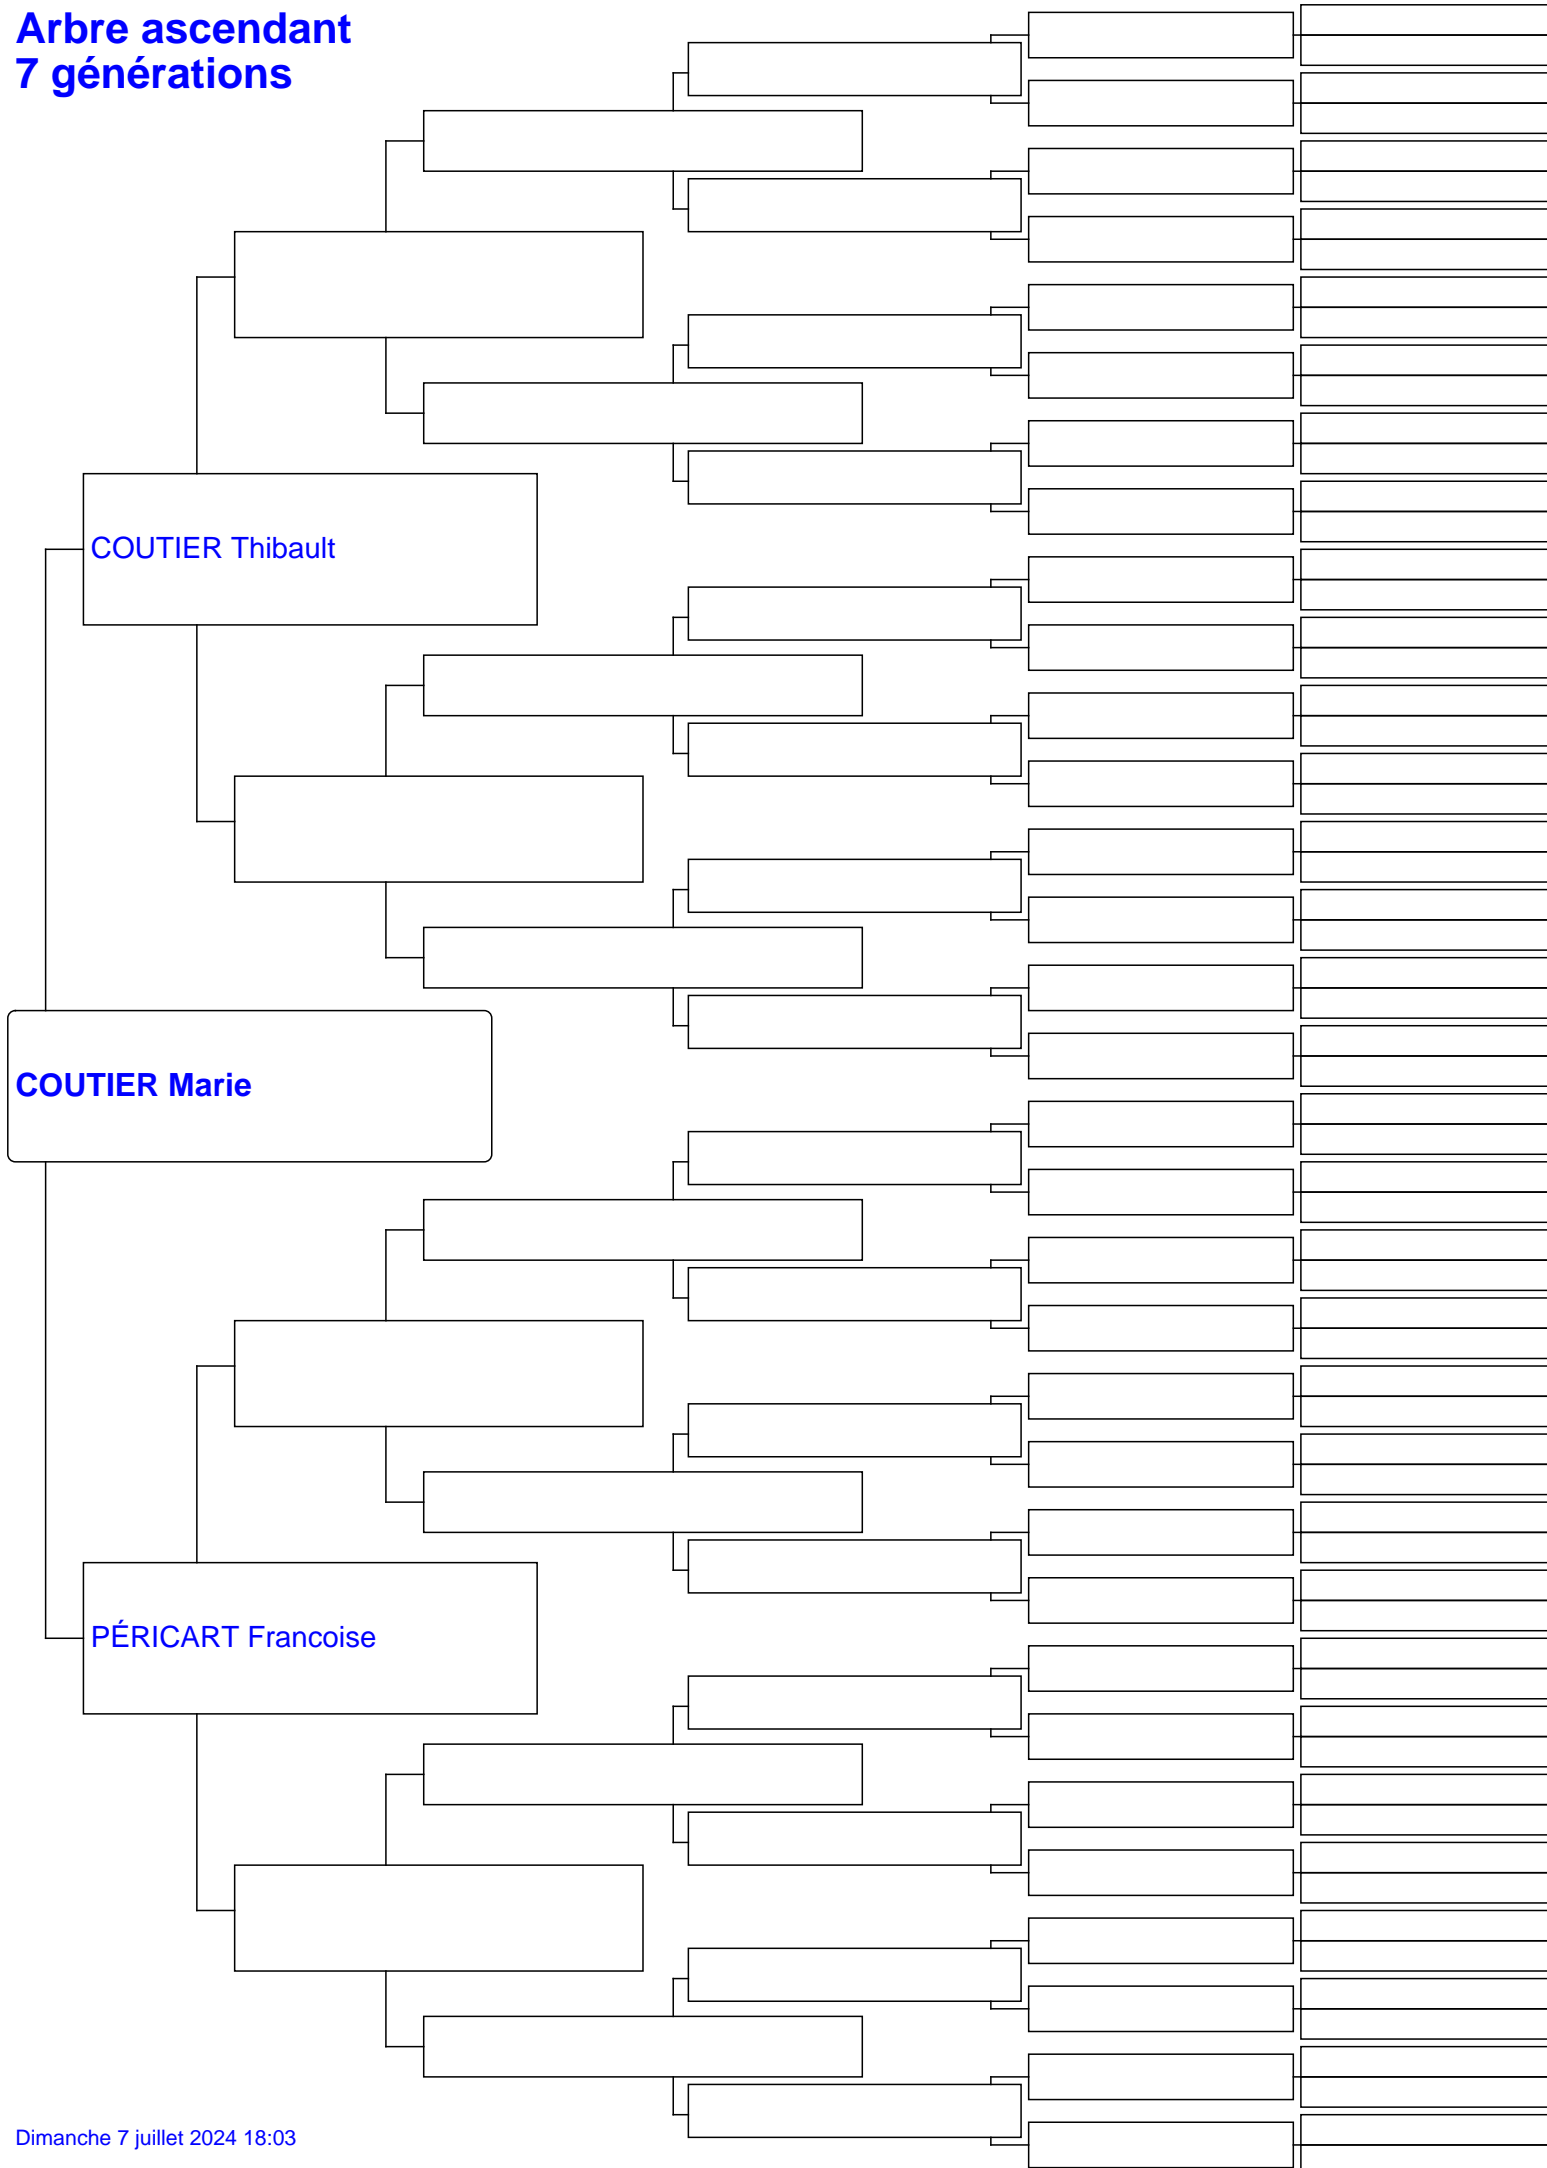 Arbre ascendant
7 générations
COUTIER Thibault
COUTIER Marie
PÉRICART Francoise
Dimanche 7 juillet 2024 18:03